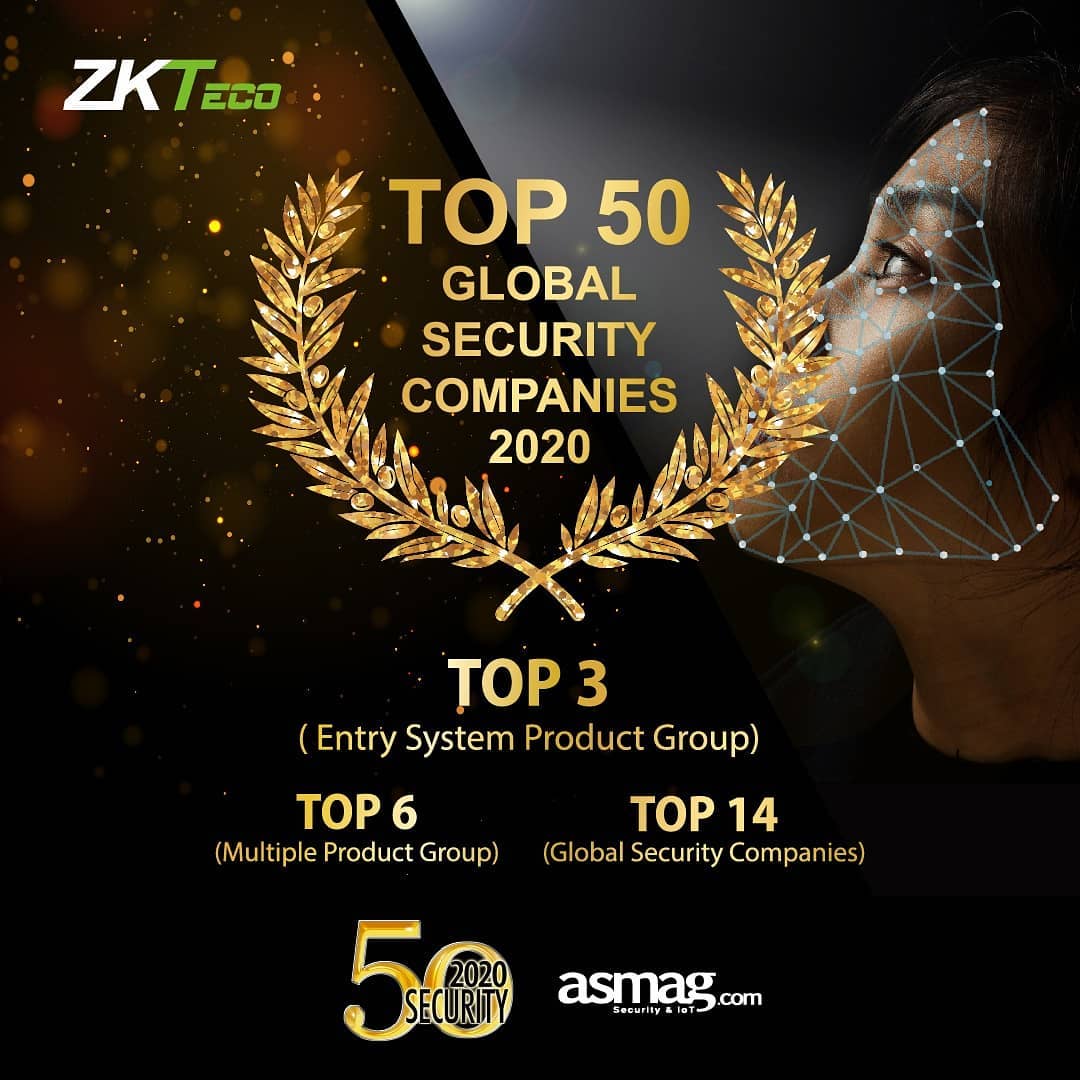 ZKTECO
TOP 50
GLOBAL
SECURITY
COMPANIES
2020
TOP 3
( Entry System Product Group)
TOP 6
(Multiple Product Group)
TOP 14
(Global Security Companies)
50
2020
SECURITY
asmag.com
Security & IoT